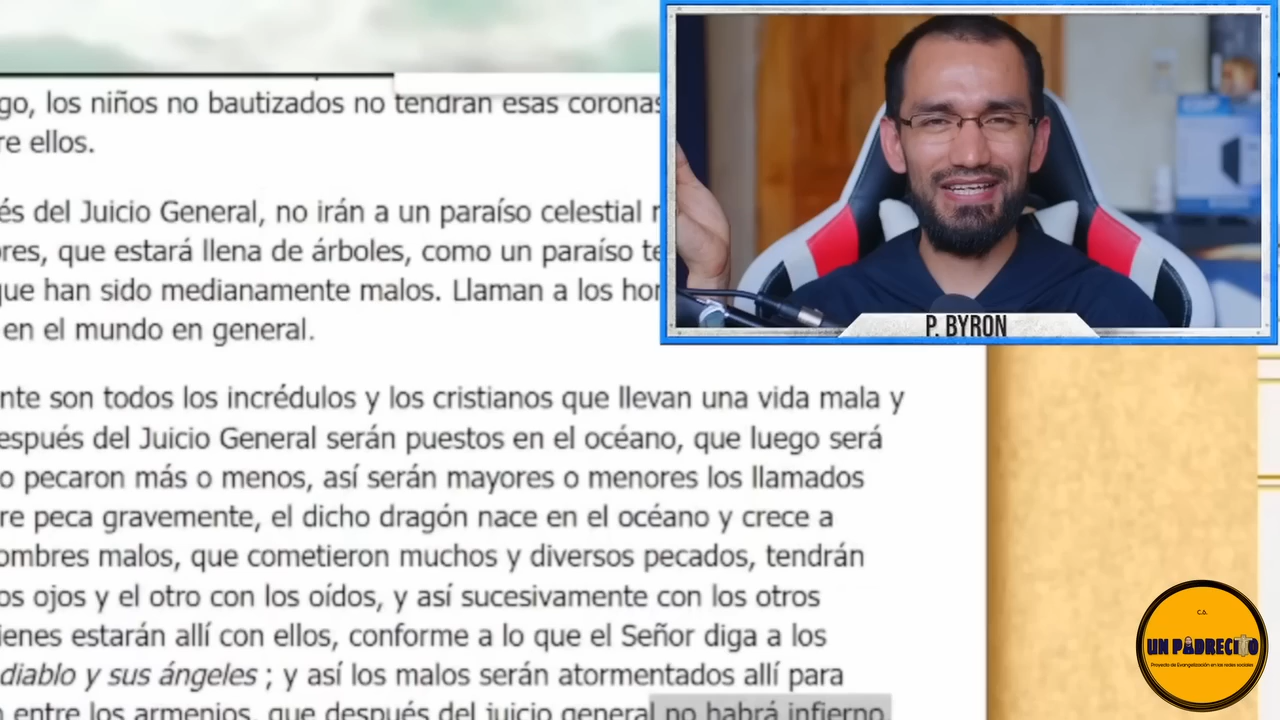 go, los niños no bautizados no tendrán esas coronas
re ellos.
és del Juicio General, no irán a un paraíso celestial
ores, que estará llena de árboles, como un paraíso te
que han sido medianamente malos. Llaman a los hor
en el mundo en general.
nte son todos los incrédulos y los cristianos que llevan una vida mala y
espués del Juicio General serán puestos en el océano, que luego será
o pecaron más o menos, así serán mayores o menores los llamados
re peca gravemente, el dicho dragón nace en el océano y crece a
ombres malos, que cometieron muchos y diversos pecados, tendrán
os ojos y el otro con los oídos, y así sucesivamente con los otros
ienes estarán allí con ellos, conforme a lo que el Señor diga a los
diablo y sus ángeles ; y así los malos serán atormentados allí para
entre los armenios, que después del juicio general no habrá infierno
P. BYRON
C.G.
UN PADRECITO
Proyecto de Evangelización en las redes sociales